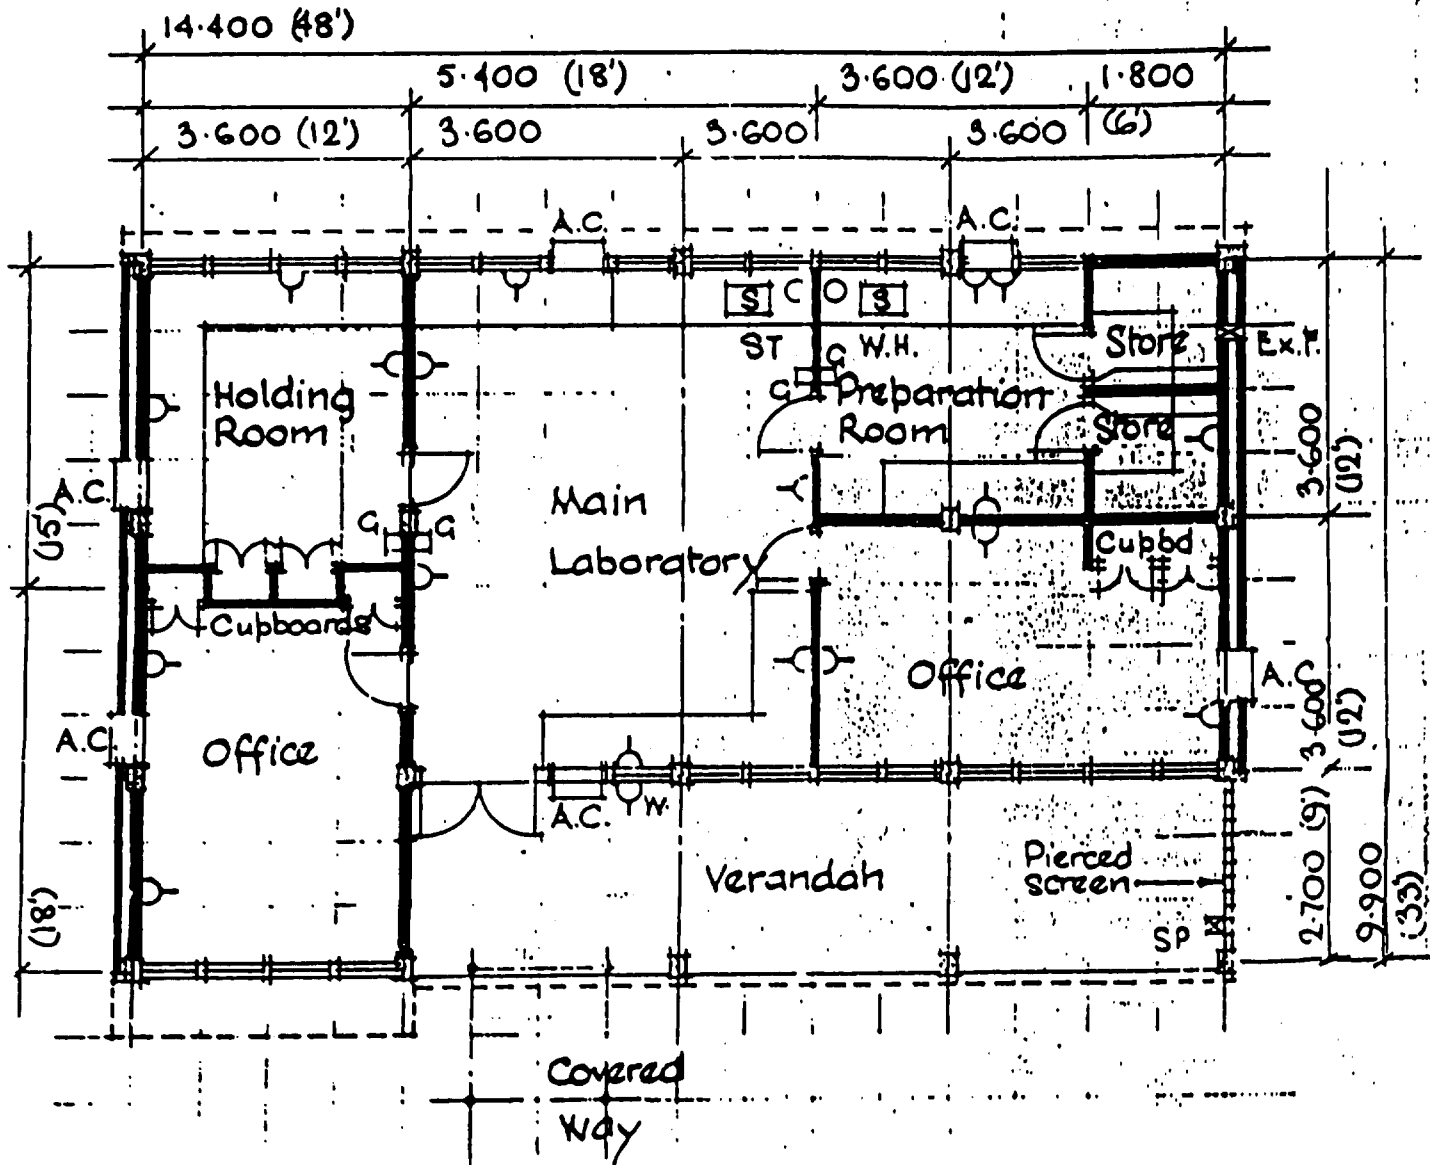 14·400 (48')
5·400 (18')
3·600 (12')
1·800
(6')
3·600 (12')
3·600
3·600
3·600
A.C.
A.C.
S
C
O
S
ST
W.H.
G
G
Store
Ex.F.
Holding
Room
Preparation
Room
Store
3·600
(12')
A.C.
(15')
G
G
Main
Laboratory
Cupbd
Cupboards
Office
Office
A.C
3·600
(12')
A.C
A.C.
W.
Verandah
Pierced
screen
SP
2·700 (9')
9·900
(33')
(18')
Covered
Way